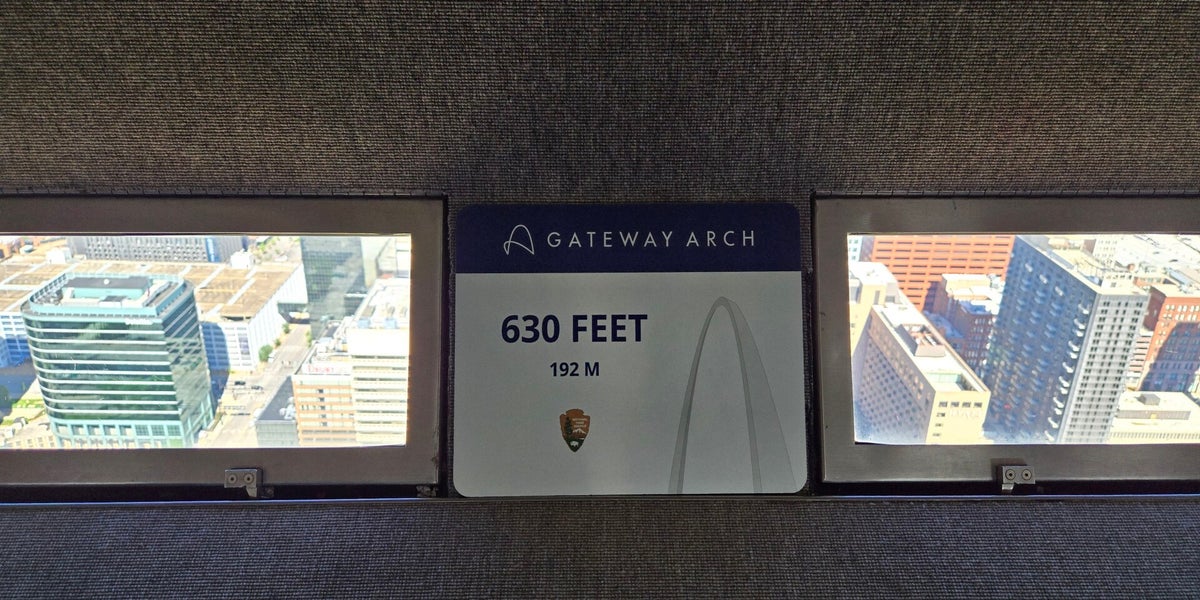 GATEWAY ARCH
630 FEET
192 M